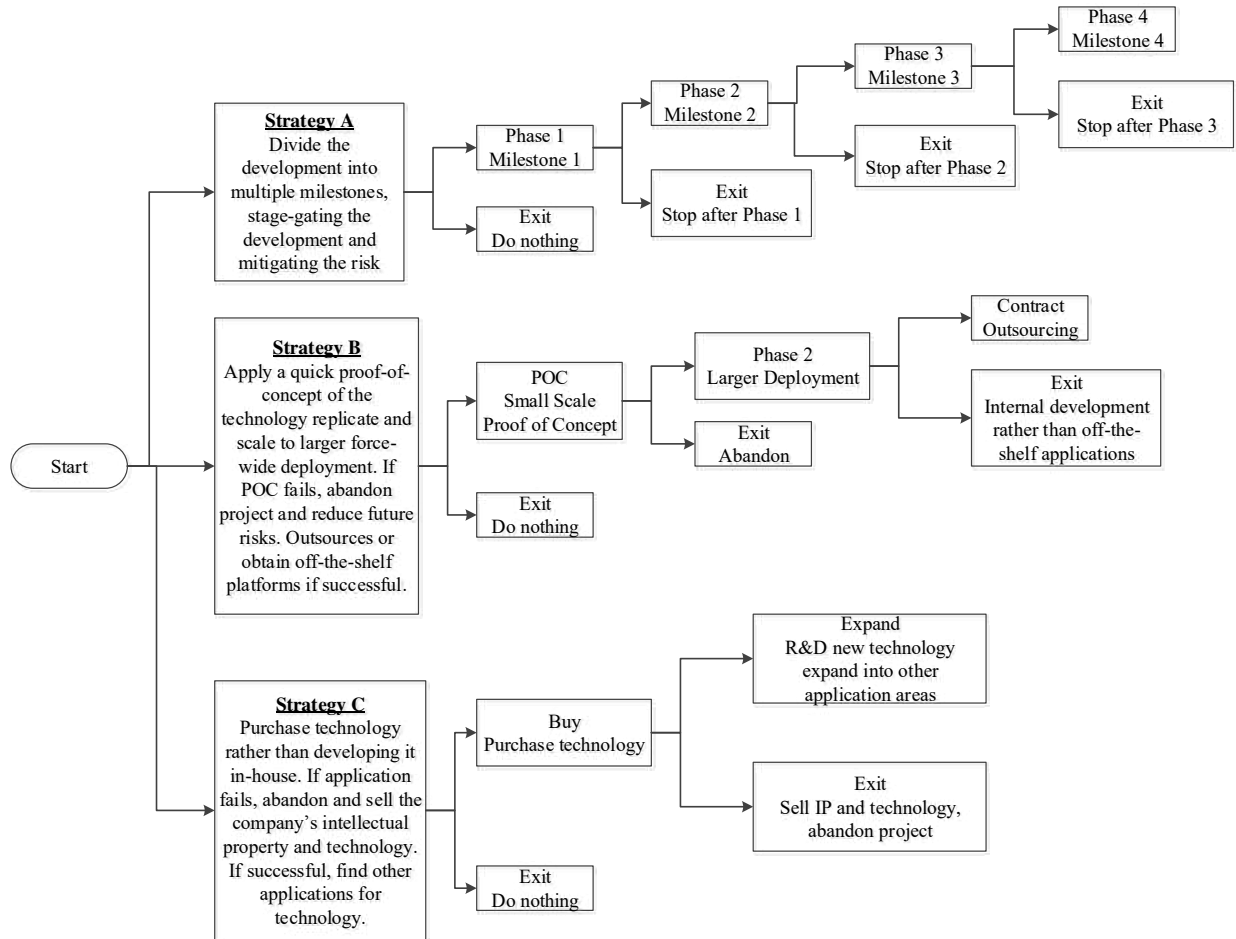 Start
Strategy A
Divide the
development into
multiple milestones,
stage-gating the
development and
mitigating the risk
Phase 1
Milestone 1
Exit
Do nothing
Phase 2
Milestone 2
Exit
Stop after Phase 1
Phase 3
Milestone 3
Exit
Stop after Phase 2
Phase 4
Milestone 4
Exit
Stop after Phase 3
Strategy B
Apply a quick proof-of-
concept of the
technology replicate and
scale to larger force-
wide deployment. If
POC fails, abandon
project and reduce future
risks. Outsources or
obtain off-the-shelf
platforms if successful.
POC
Small Scale
Proof of Concept
Exit
Do nothing
Phase 2
Larger Deployment
Exit
Abandon
Contract
Outsourcing
Exit
Internal development
rather than off-the-
shelf applications
Strategy C
Purchase technology
rather than developing it
in-house. If application
fails, abandon and sell the
company’s intellectual
property and technology.
If successful, find other
applications for
technology.
Buy
Purchase technology
Exit
Do nothing
Expand
R&D new technology
expand into other
application areas
Exit
Sell IP and technology,
abandon project